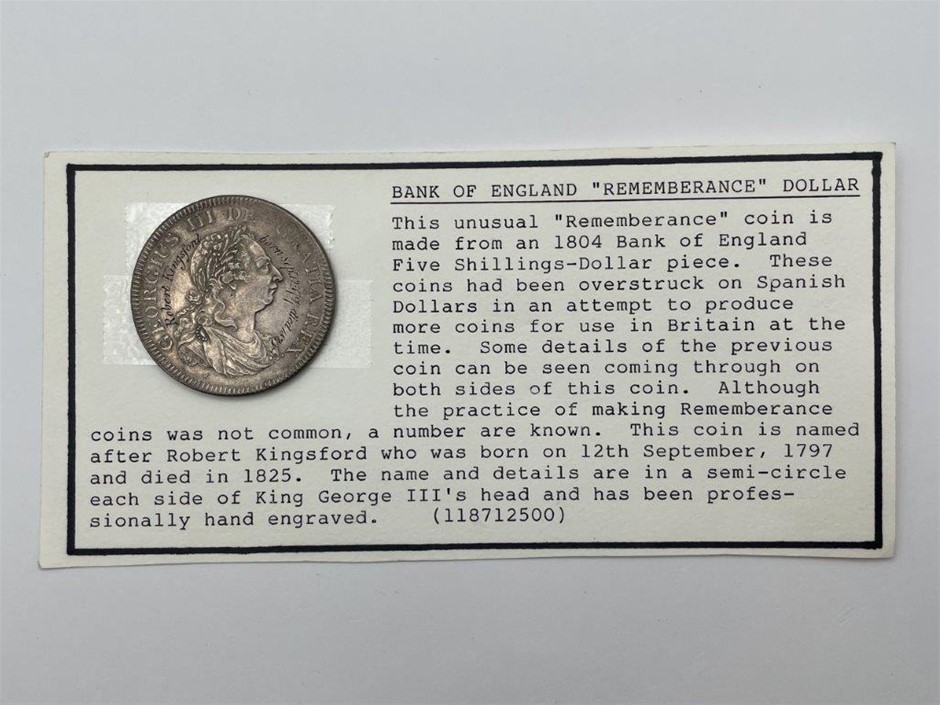 GEORGIUS III DEI GRATIA REX
Robert Kingsford
BANK OF ENGLAND "REMEMBERANCE" DOLLAR
This unusual "Rememberance" coin is
made from an 1804 Bank of England
Five Shillings-Dollar piece. These
coins had been overstruck on Spanish
Dollars in an attempt to produce
more coins for use in Britain at the
time. Some details of the previous
coin can be seen coming through on
both sides of this coin. Although
the practice of making Rememberance
coins was not common, a number are known. This coin is named
after Robert Kingsford who was born on 12th September, 1797
and died in 1825. The name and details are in a semi-circle
each side of King George III's head and has been profes-
sionally hand engraved. (118712500)